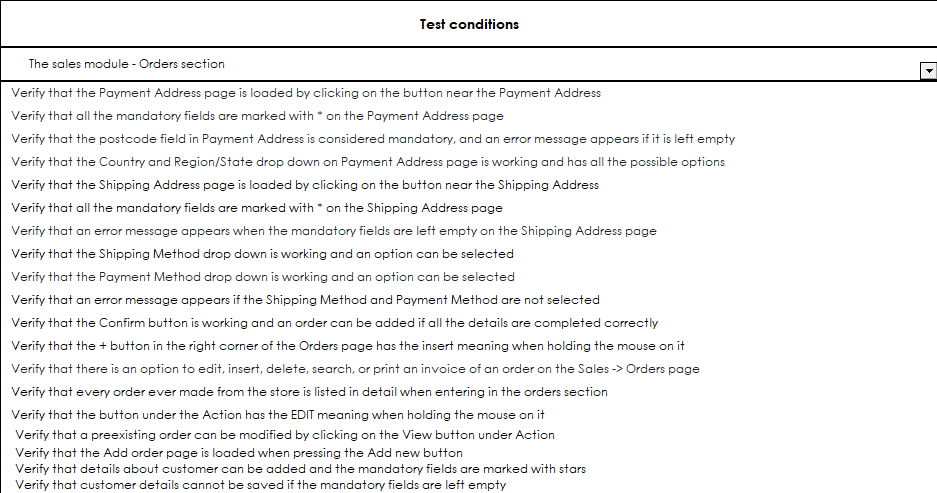 Test conditions
The sales module - Orders section
Verify that the Payment Address page is loaded by clicking on the button near the Payment Address
Verify that all the mandatory fields are marked with * on the Payment Address page
Verify that the postcode field in Payment Address is considered mandatory, and an error message appears if it is left empty
Verify that the Country and Region/State drop down on Payment Address page is working and has all the possible options
Verify that the Shipping Address page is loaded by clicking on the button near the Shipping Address
Verify that all the mandatory fields are marked with * on the Shipping Address page
Verify that an error message appears when the mandatory fields are left empty on the Shipping Address page
Verify that the Shipping Method drop down is working and an option can be selected
Verify that the Payment Method drop down is working and an option can be selected
Verify that an error message appears if the Shipping Method and Payment Method are not selected
Verify that the Confirm button is working and an order can be added if all the details are completed correctly
Verify that the + button in the right corner of the Orders page has the insert meaning when holding the mouse on it
Verify that there is an option to edit, insert, delete, search, or print an invoice of an order on the Sales -> Orders page
Verify that every order ever made from the store is listed in detail when entering in the orders section
Verify that the button under the Action has the EDIT meaning when holding the mouse on it
Verify that a preexisting order can be modified by clicking on the View button under Action
Verify that the Add order page is loaded when pressing the Add new button
Verify that details about customer can be added and the mandatory fields are marked with stars
Verify that customer details cannot be saved if the mandatory fields are left empty